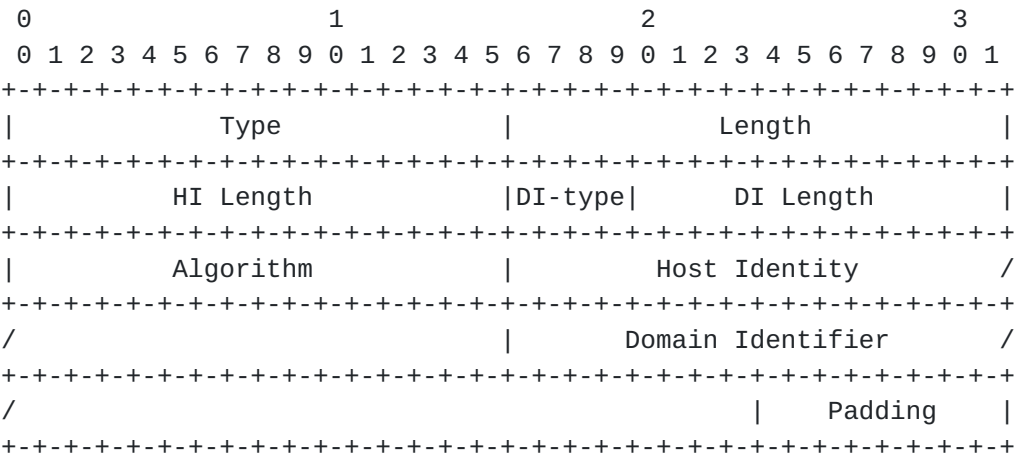 0                   1                   2                   3
 0 1 2 3 4 5 6 7 8 9 0 1 2 3 4 5 6 7 8 9 0 1 2 3 4 5 6 7 8 9 0 1
+-+-+-+-+-+-+-+-+-+-+-+-+-+-+-+-+-+-+-+-+-+-+-+-+-+-+-+-+-+-+-+-+
|             Type              |             Length            |
+-+-+-+-+-+-+-+-+-+-+-+-+-+-+-+-+-+-+-+-+-+-+-+-+-+-+-+-+-+-+-+-+
|          HI Length            |DI-type|      DI Length        |
+-+-+-+-+-+-+-+-+-+-+-+-+-+-+-+-+-+-+-+-+-+-+-+-+-+-+-+-+-+-+-+-+
|          Algorithm            |         Host Identity         /
+-+-+-+-+-+-+-+-+-+-+-+-+-+-+-+-+-+-+-+-+-+-+-+-+-+-+-+-+-+-+-+-+
/                               |       Domain Identifier       /
+-+-+-+-+-+-+-+-+-+-+-+-+-+-+-+-+-+-+-+-+-+-+-+-+-+-+-+-+-+-+-+-+
/                                               |    Padding    |
+-+-+-+-+-+-+-+-+-+-+-+-+-+-+-+-+-+-+-+-+-+-+-+-+-+-+-+-+-+-+-+-+